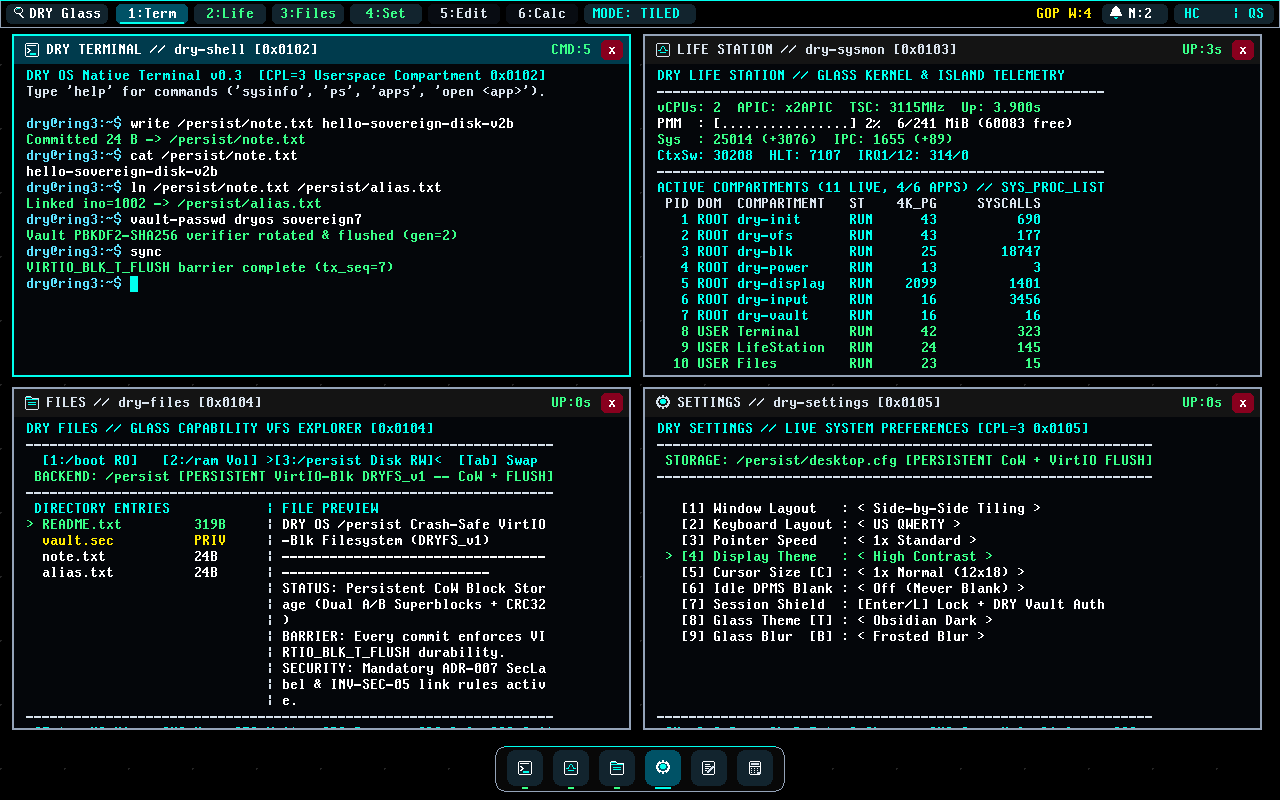 DRY Glass 1:Term 2:Life 3:Files 4:Set 5:Edit 6:Calc MODE: TILED GOP W:4 N:2 HC ¦ QS
DRY TERMINAL // dry-shell [0x0102] CMD:5 x
DRY OS Native Terminal v0.3 [CPL=3 Userspace Compartment 0x0102]
Type 'help' for commands ('sysinfo', 'ps', 'apps', 'open <app>').
dry@ring3:~$ write /persist/note.txt hello-sovereign-disk-v2b
Committed 24 B -> /persist/note.txt
dry@ring3:~$ cat /persist/note.txt
hello-sovereign-disk-v2b
dry@ring3:~$ ln /persist/note.txt /persist/alias.txt
Linked ino=1002 -> /persist/alias.txt
dry@ring3:~$ vault-passwd dryos sovereign7
Vault PBKDF2-SHA256 verifier rotated & flushed (gen=2)
dry@ring3:~$ sync
VIRTIO_BLK_T_FLUSH barrier complete (tx_seq=7)
dry@ring3:~$
LIFE STATION // dry-sysmon [0x0103] UP:3s x
DRY LIFE STATION // GLASS KERNEL & ISLAND TELEMETRY
--------------------------------------------------------
vCPUs: 2 APIC: x2APIC TSC: 3115MHz Up: 3.900s
PMM : [................] 2% 6/241 MiB (60083 free)
Sys : 25014 (+3076) IPC: 1655 (+89)
CtxSw: 30208 HLT: 7107 IRQ1/12: 314/0
--------------------------------------------------------
ACTIVE COMPARTMENTS (11 LIVE, 4/6 APPS) // SYS_PROC_LIST
PID DOM COMPARTMENT ST 4K_PG SYSCALLS
1 ROOT dry-init RUN 43 690
2 ROOT dry-vfs RUN 43 177
3 ROOT dry-blk RUN 25 18747
4 ROOT dry-power RUN 13 3
5 ROOT dry-display RUN 2099 1401
6 ROOT dry-input RUN 16 3456
7 ROOT dry-vault RUN 16 16
8 USER Terminal RUN 42 323
9 USER LifeStation RUN 24 145
10 USER Files RUN 23 15
FILES // dry-files [0x0104] UP:0s x
DRY FILES // GLASS CAPABILITY VFS EXPLORER [0x0104]
------------------------------------------------------------------
[1:/boot RO] [2:/ram Vol] >[3:/persist Disk RW]< [Tab] Swap
BACKEND: /persist [PERSISTENT VirtIO-Blk DRYFS_v1 -- CoW + FLUSH]
------------------------------------------------------------------
DIRECTORY ENTRIES ¦ FILE PREVIEW
> README.txt 319B ¦ DRY OS /persist Crash-Safe VirtIO
vault.sec PRIV ¦ -Blk Filesystem (DRYFS_v1)
note.txt 24B ¦ ---------------------------------
alias.txt 24B ¦ --------------------------
¦ STATUS: Persistent CoW Block Stor
¦ age (Dual A/B Superblocks + CRC32
¦ )
¦ BARRIER: Every commit enforces VI
¦ RTIO_BLK_T_FLUSH durability.
¦ SECURITY: Mandatory ADR-007 SecLa
¦ bel & INV-SEC-05 link rules activ
¦ e.
------------------------------------------------------------------
SETTINGS // dry-settings [0x0105] UP:0s x
DRY SETTINGS // LIVE SYSTEM PREFERENCES [CPL=3 0x0105]
--------------------------------------------------------------
STORAGE: /persist/desktop.cfg [PERSISTENT CoW + VirtIO FLUSH]
--------------------------------------------------------------
[1] Window Layout : < Side-by-Side Tiling >
[2] Keyboard Layout : < US QWERTY >
[3] Pointer Speed : < 1x Standard >
> [4] Display Theme : < High Contrast >
[5] Cursor Size [C] : < 1x Normal (12x18) >
[6] Idle DPMS Blank : < Off (Never Blank) >
[7] Session Shield : [Enter/L] Lock + DRY Vault Auth
[8] Glass Theme [T] : < Obsidian Dark >
[9] Glass Blur [B] : < Frosted Blur >
--------------------------------------------------------------